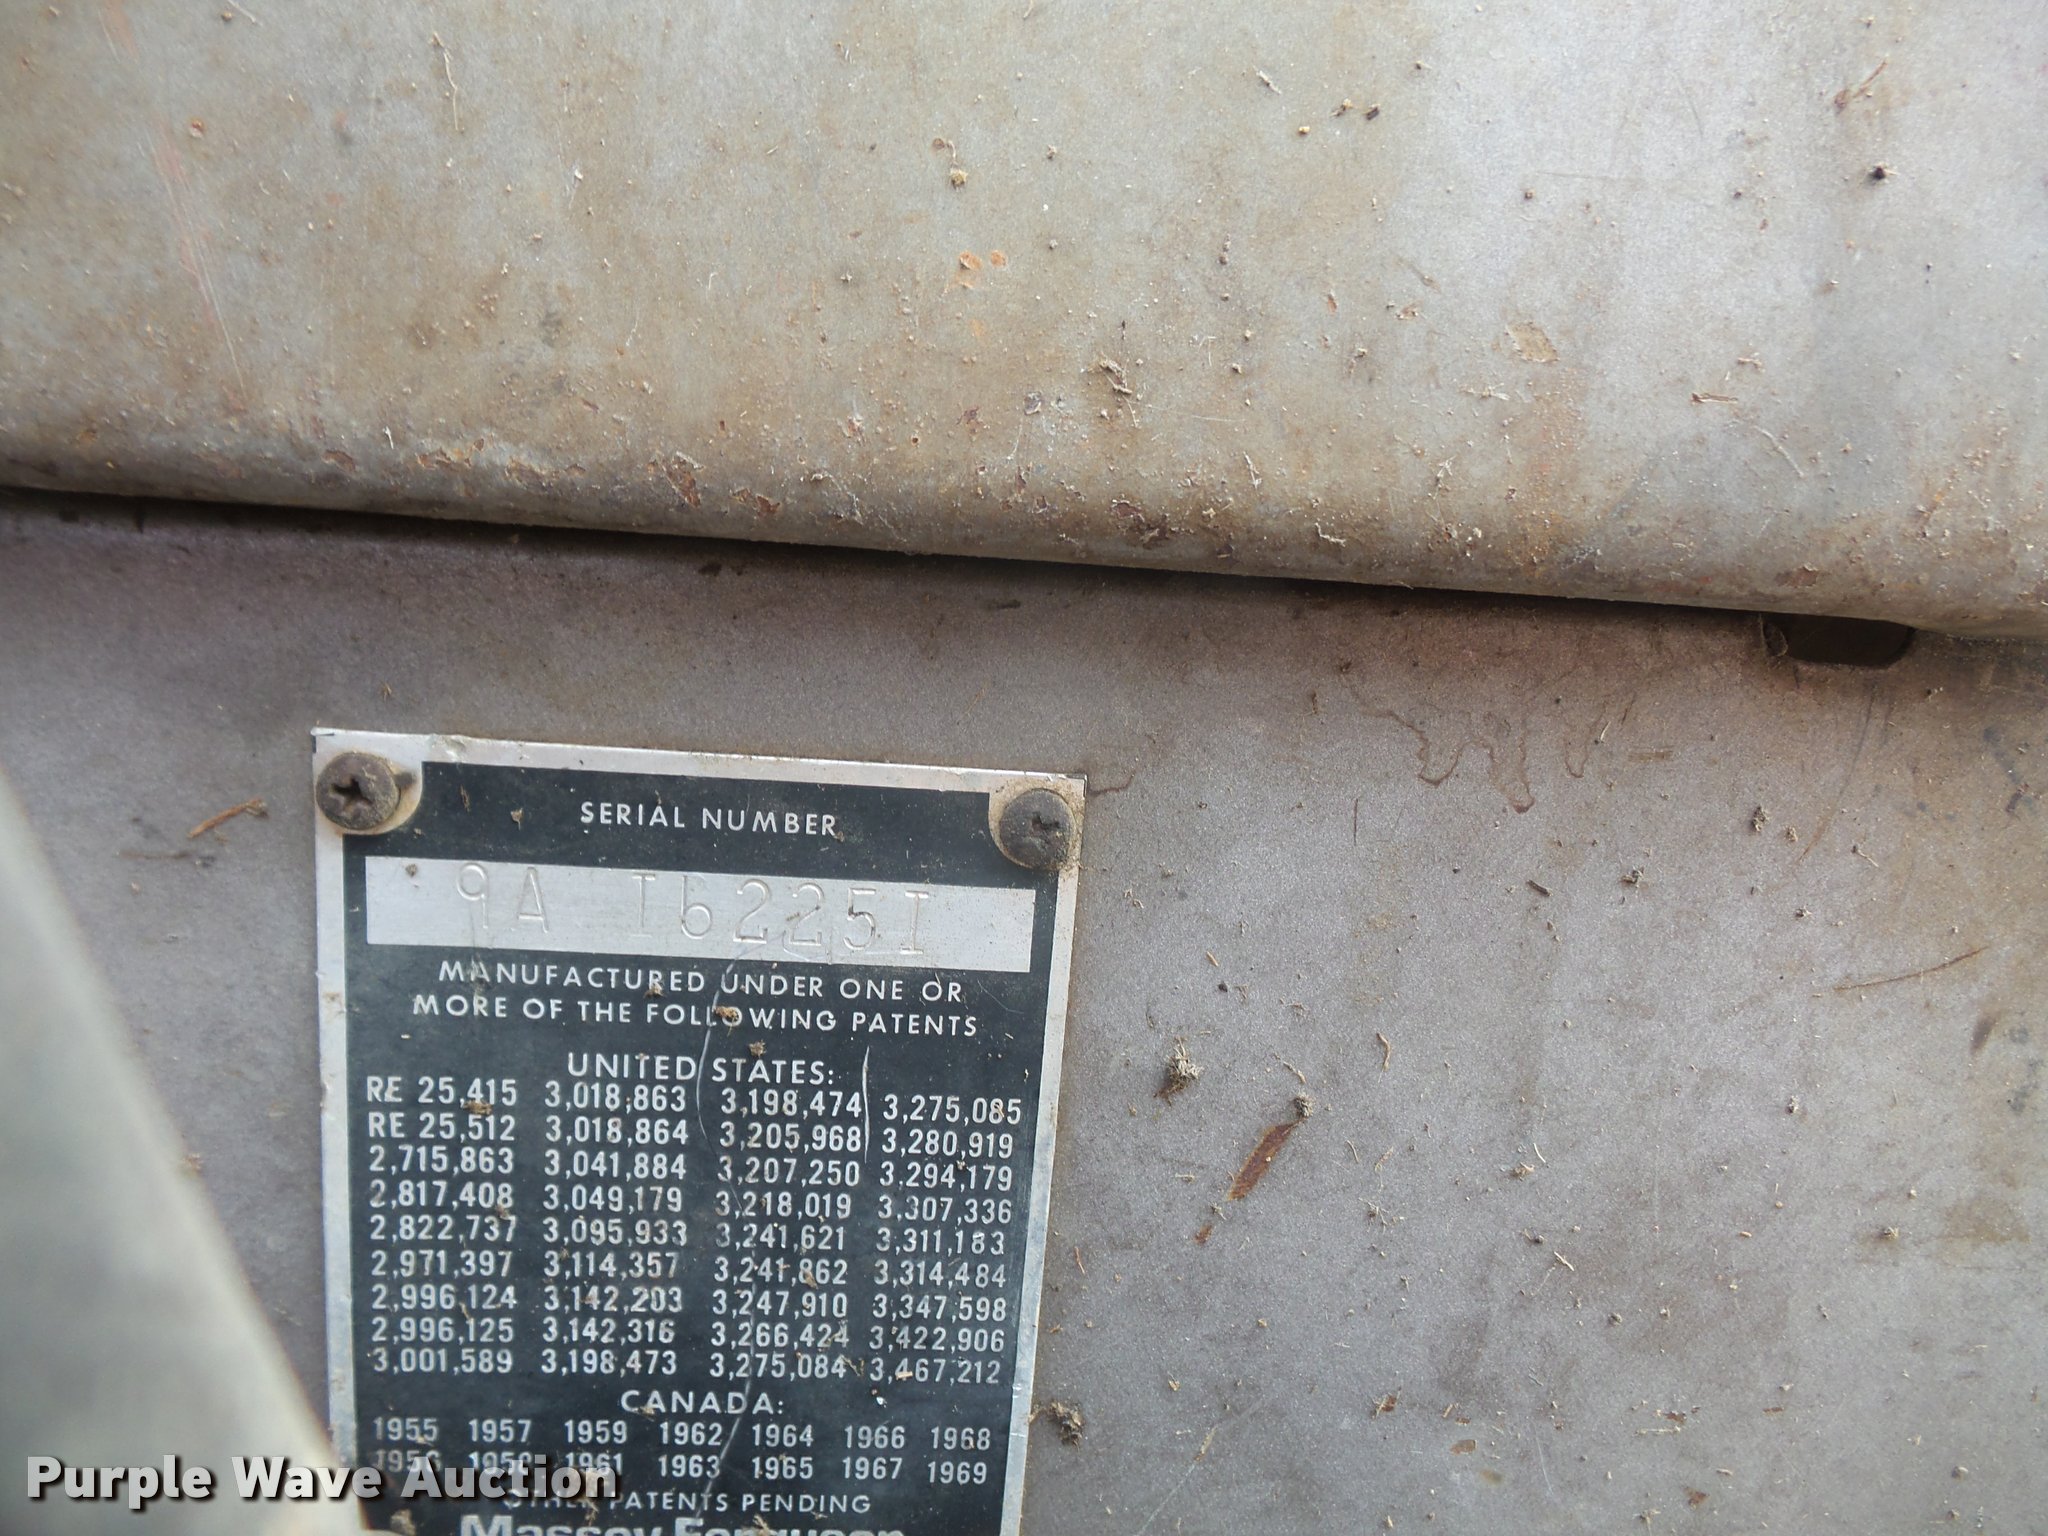 SERIAL NUMBER
9A I6225I
MANUFACTURED UNDER ONE OR
MORE OF THE FOLLOWING PATENTS
UNITED STATES:
RE 25,415 3,018,863 3,198,474 3,275,085
RE 25,512 3,018,864 3,205,968 3,280,919
2,715,863 3,041,884 3,207,250 3,294,179
2,817,408 3,049,179 3,218,019 3,307,336
2,822,737 3,095,933 3,241,621 3,311,183
2,971,397 3,114,357 3,241,862 3,314,484
2,996,124 3,142,203 3,247,910 3,347,598
2,996,125 3,142,316 3,266,424 3,422,906
3,001,589 3,198,473 3,275,084 3,467,212
CANADA:
1955 1957 1959 1962 1964 1966 1968
1956 1958 1961 1963 1965 1967 1969
OTHER PATENTS PENDING
Massey Ferguson
Purple Wave Auction